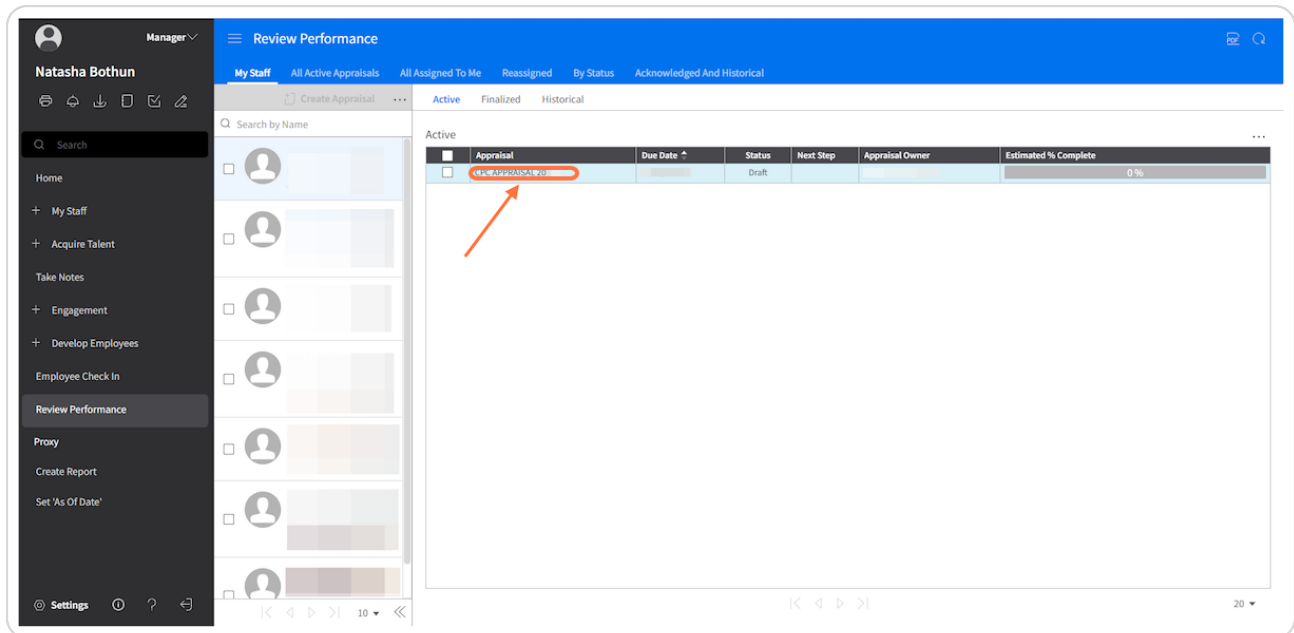 Manager
Natasha Bothun
Search
Home
+ My Staff
+ Acquire Talent
Take Notes
+ Engagement
+ Develop Employees
Employee Check In
Review Performance
Proxy
Create Report
Set 'As Of Date'
Settings
Review Performance
PDF
My Staff All Active Appraisals All Assigned To Me Reassigned By Status Acknowledged And Historical
Create Appraisal ...
Search by Name
10
Active Finalized Historical
Active ...
Appraisal Due Date Status Next Step Appraisal Owner Estimated % Complete
CPC APPRAISAL 20 Draft 0 %
20